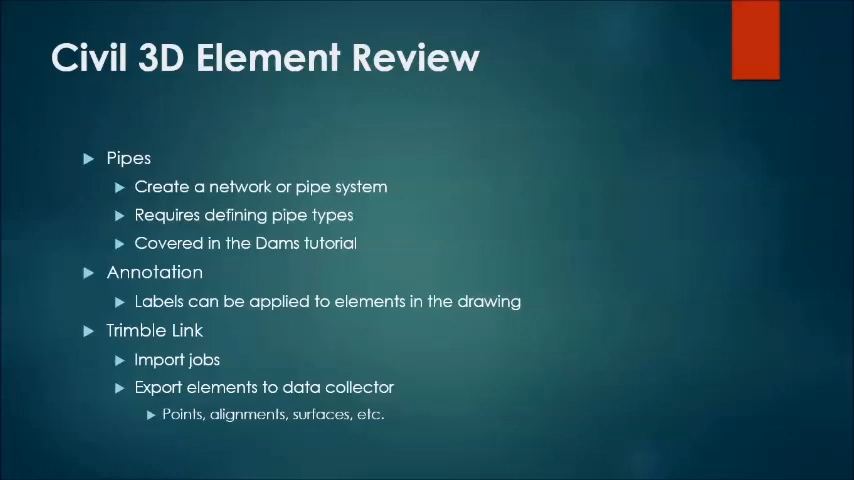 Civil 3D Element Review
Pipes
Create a network or pipe system
Requires defining pipe types
Covered in the Dams tutorial
Annotation
Labels can be applied to elements in the drawing
Trimble Link
Import jobs
Export elements to data collector
Points, alignments, surfaces, etc.